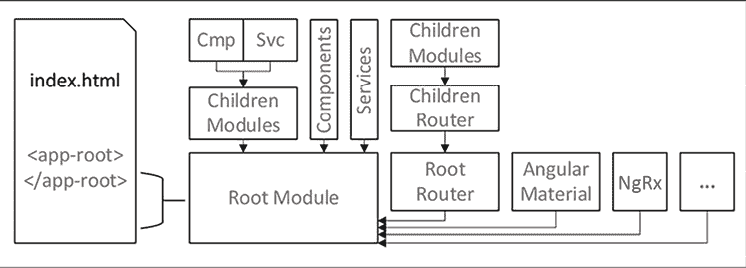 index.html
<app-root>
</app-root>
Cmp
Svc
Children
Modules
Components
Services
Root Module
Children
Modules
Children
Router
Root
Router
Angular
Material
NgRx
...